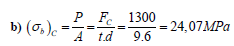 b) (σ_b)_C = P/A = F_C/t.d = 1300/9.6 = 24,07MPa